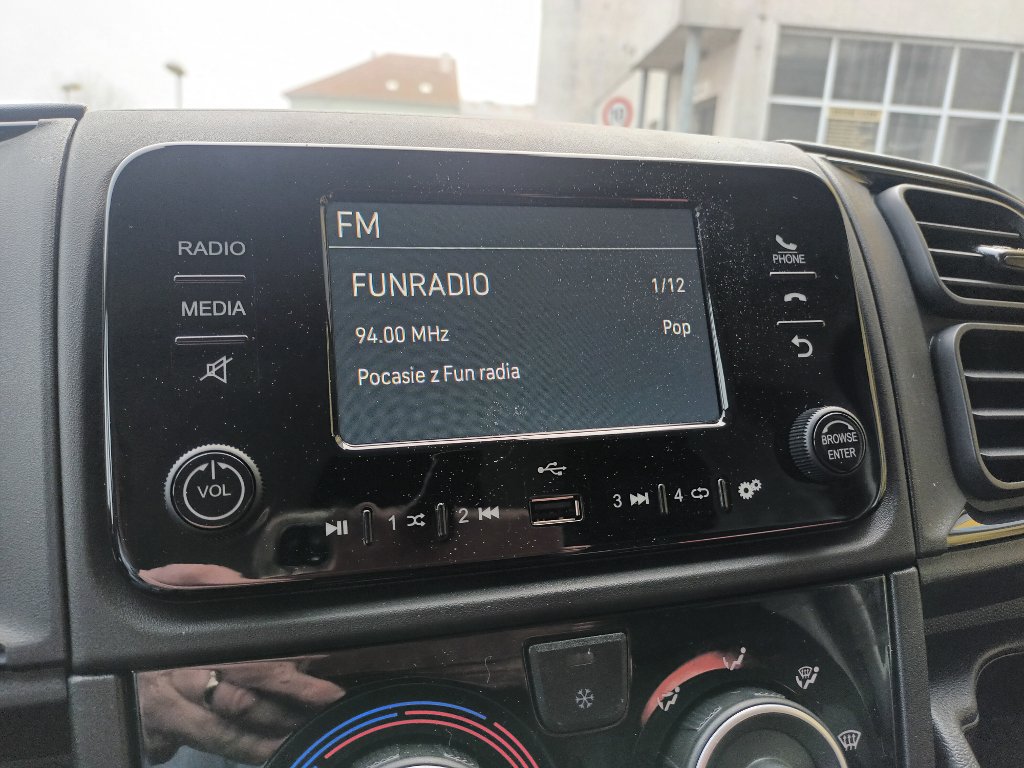 FM
RADIO
FUNRADIO 1/12
MEDIA
94.00 MHz Pop
Pocasie z Fun radia
PHONE
VOL
BROWSE
ENTER
1 2 3 4